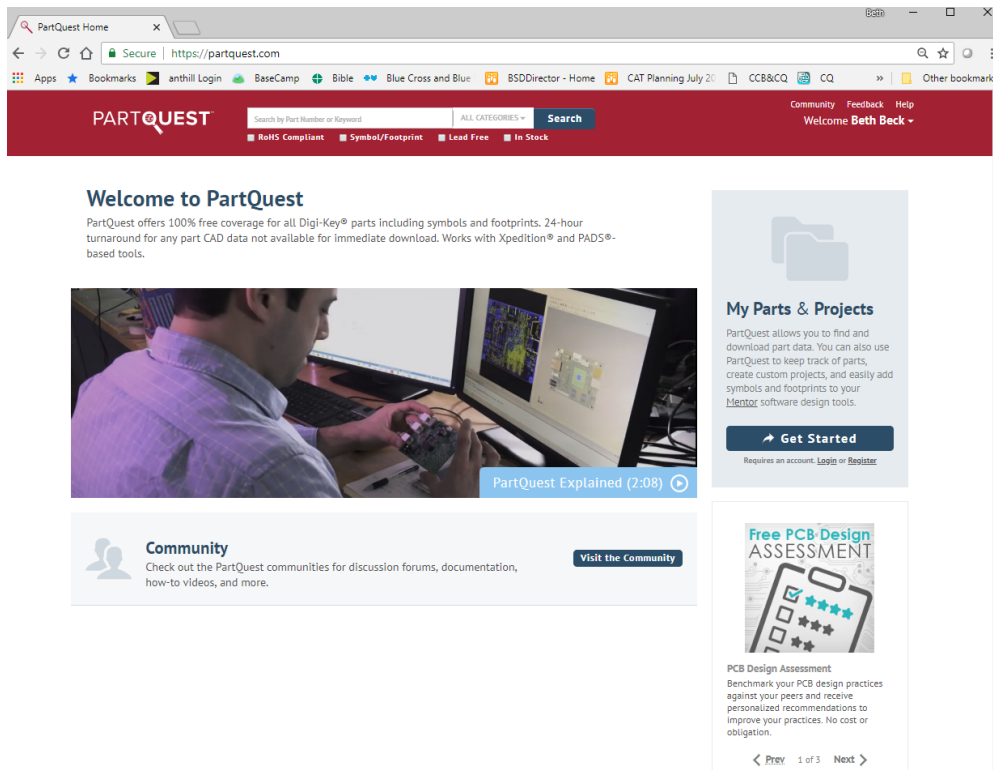 PartQuest Home
Beth
Secure https://partquest.com
Apps Bookmarks anthill Login BaseCamp Bible Blue Cross and Blue BSDDirector - Home CAT Planning July 20 CCB&CQ CQ » Other bookmark
Community Feedback Help
PARTQUEST
Search by Part Number or Keyword ALL CATEGORIES Search
Welcome Beth Beck
RoHS Compliant Symbol/Footprint Lead Free In Stock
Welcome to PartQuest
PartQuest offers 100% free coverage for all Digi-Key® parts including symbols and footprints. 24-hour
turnaround for any part CAD data not available for immediate download. Works with Xpedition® and PADS®-
based tools.
PartQuest Explained (2:08)
Community
Check out the PartQuest communities for discussion forums, documentation,
how-to videos, and more.
Visit the Community
My Parts & Projects
PartQuest allows you to find and
download part data. You can also use
PartQuest to keep track of parts,
create custom projects, and easily add
symbols and footprints to your
Mentor software design tools.
Get Started
Requires an account. Login or Register
Free PCB Design
ASSESSMENT
PCB Design Assessment
Benchmark your PCB design practices
against your peers and receive
personalized recommendations to
improve your practices. No cost or
obligation.
Prev 1 of 3 Next